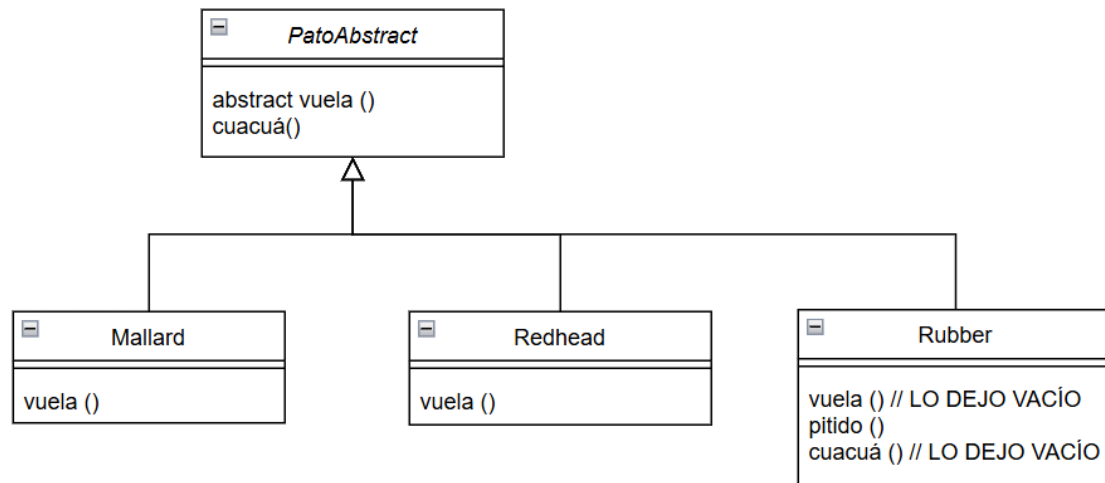 PatoAbstract
abstract vuela ()
cuacuá()
Mallard
vuela ()
Redhead
vuela ()
Rubber
vuela () // LO DEJO VACÍO
pitido ()
cuacuá () // LO DEJO VACÍO